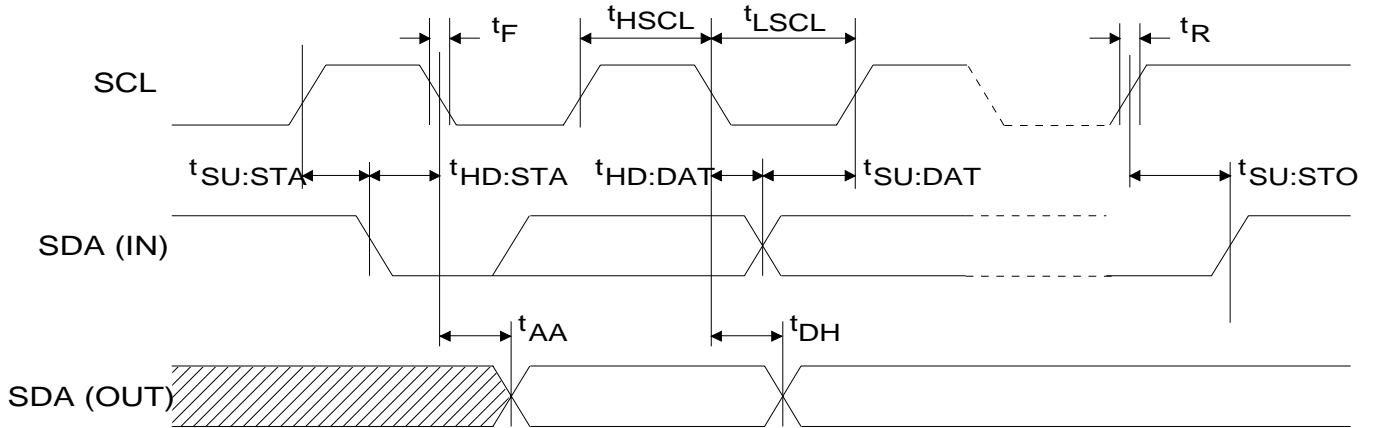 tF
tHSCL
tLSCL
tR
SCL
tSU:STA
tHD:STA
tHD:DAT
tSU:DAT
tSU:STO
SDA (IN)
tAA
tDH
SDA (OUT)